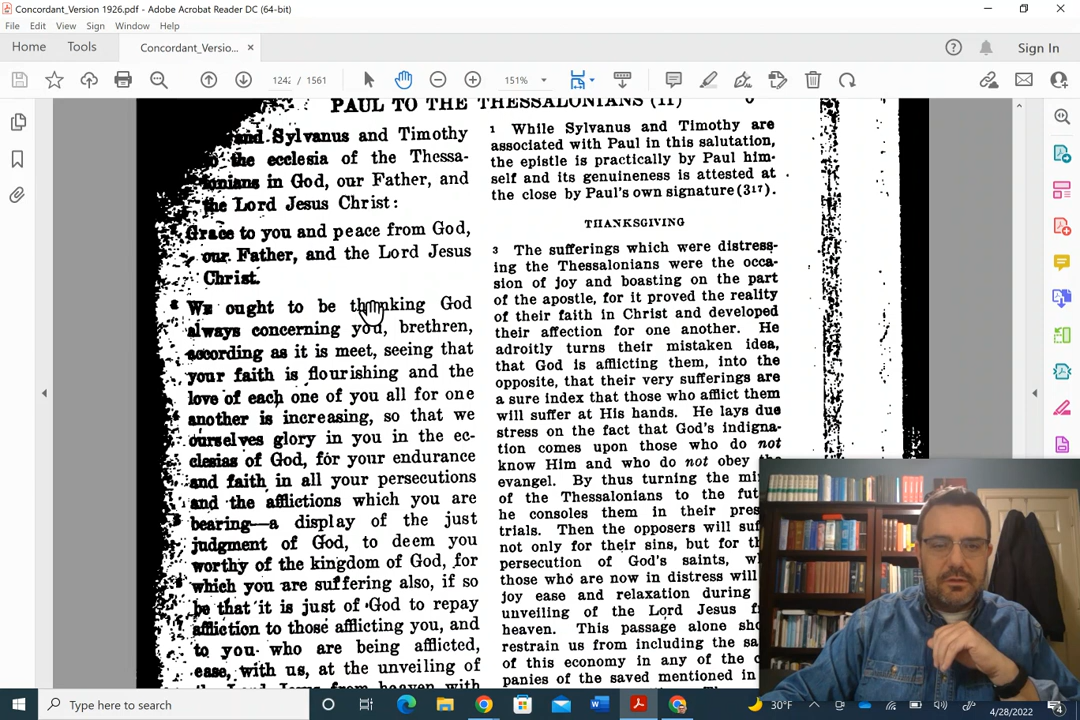 Concordant_Version 1926.pdf - Adobe Acrobat Reader DC (64-bit)
File Edit View Sign Window Help
Home Tools Concordant_Versio... × Sign In
1242 / 1561 151%
PAUL TO THE THESSALONIANS (II)
and Sylvanus and Timothy
to the ecclesia of the Thessa-
lonians in God, our Father, and
the Lord Jesus Christ:
Grace to you and peace from God,
our Father, and the Lord Jesus
Christ.
We ought to be thanking God
always concerning you, brethren,
according as it is meet, seeing that
your faith is flourishing and the
love of each one of you all for one
another is increasing, so that we
ourselves glory in you in the ec-
clesias of God, for your endurance
and faith in all your persecutions
and the afflictions which you are
bearing—a display of the just
judgment of God, to deem you
worthy of the kingdom of God, for
which you are suffering also, if so
be that it is just of God to repay
affliction to those afflicting you, and
to you who are being afflicted,
ease, with us, at the unveiling of
the Lord Jesus from heaven with
1 While Sylvanus and Timothy are
associated with Paul in this salutation,
the epistle is practically by Paul him-
self and its genuineness is attested at
the close by Paul's own signature (317).
THANKSGIVING
3 The sufferings which were distress-
ing the Thessalonians were the occa-
sion of joy and boasting on the part
of the apostle, for it proved the reality
of their faith in Christ and developed
their affection for one another. He
adroitly turns their mistaken idea,
that God is afflicting them, into the
opposite, that their very sufferings are
a sure index that those who afflict them
will suffer at His hands. He lays due
stress on the fact that God's indigna-
tion comes upon those who do not
know Him and who do not obey the
evangel. By thus turning the min
of the Thessalonians to the fut
he consoles them in their pres
trials. Then the opposers will suf
not only for their sins, but for th
persecution of God's saints, w
those who are now in distress will
joy ease and relaxation during
unveiling of the Lord Jesus f
heaven. This passage alone sho
restrain us from including the sa
of this economy in any of the c
panies of the saved mentioned in
Type here to search
30°F
4/28/2022
4